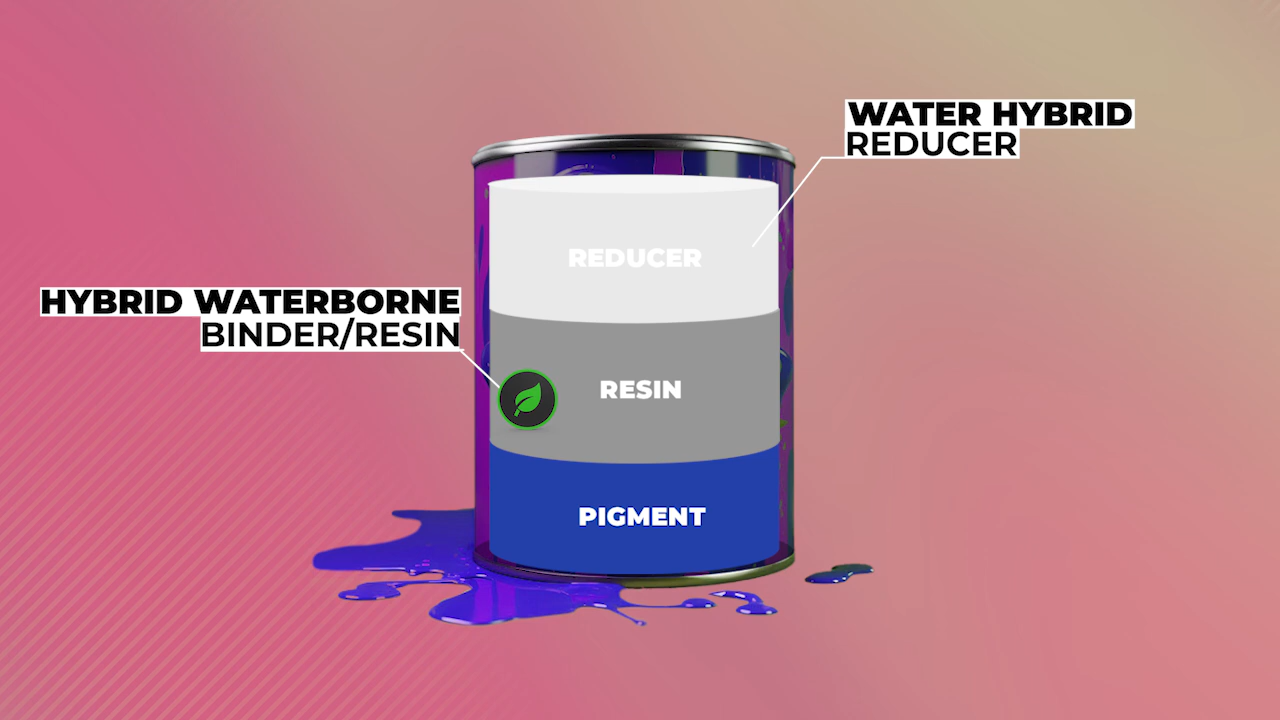 WATER HYBRID
REDUCER
REDUCER
HYBRID WATERBORNE
BINDER/RESIN
RESIN
PIGMENT